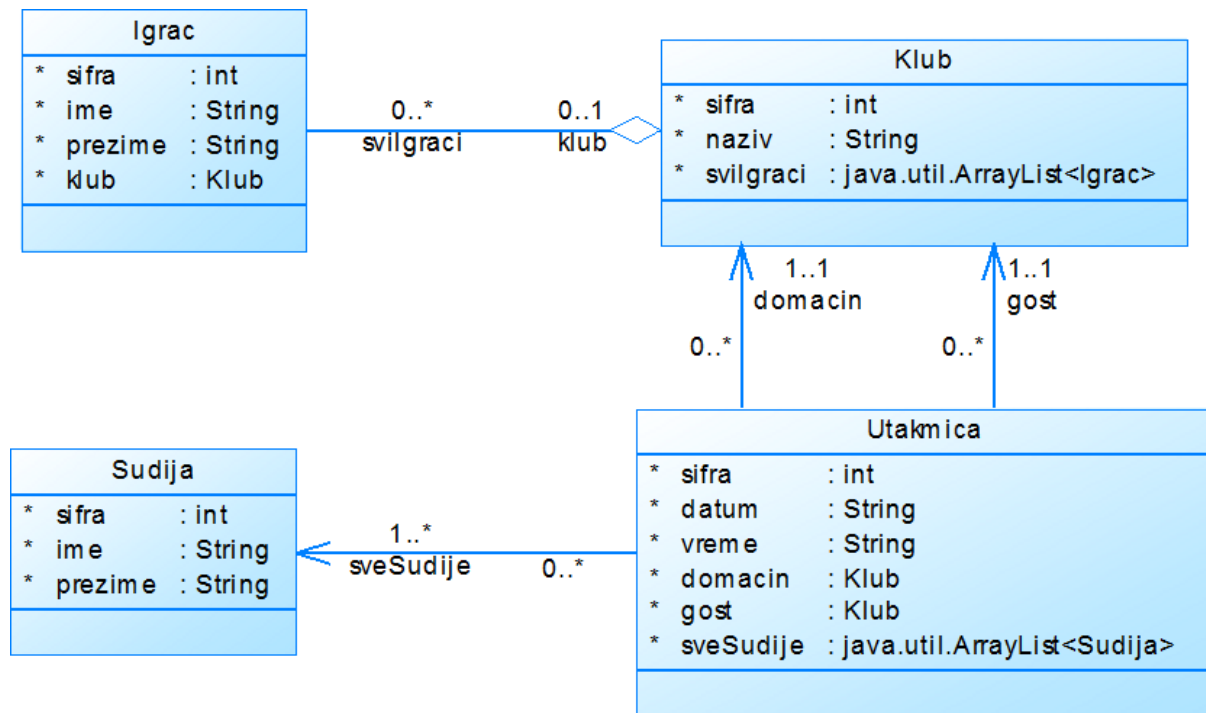 Igrac
* sifra : int
* ime : String
* prezime : String
* klub : Klub
0..*
sviIgraci
0..1
klub
Klub
* sifra : int
* naziv : String
* sviIgraci : java.util.ArrayList<Igrac>
1..1
domacin
0..*
1..1
gost
0..*
Sudija
* sifra : int
* ime : String
* prezime : String
1..*
sveSudije
0..*
Utakmica
* sifra : int
* datum : String
* vreme : String
* domacin : Klub
* gost : Klub
* sveSudije : java.util.ArrayList<Sudija>